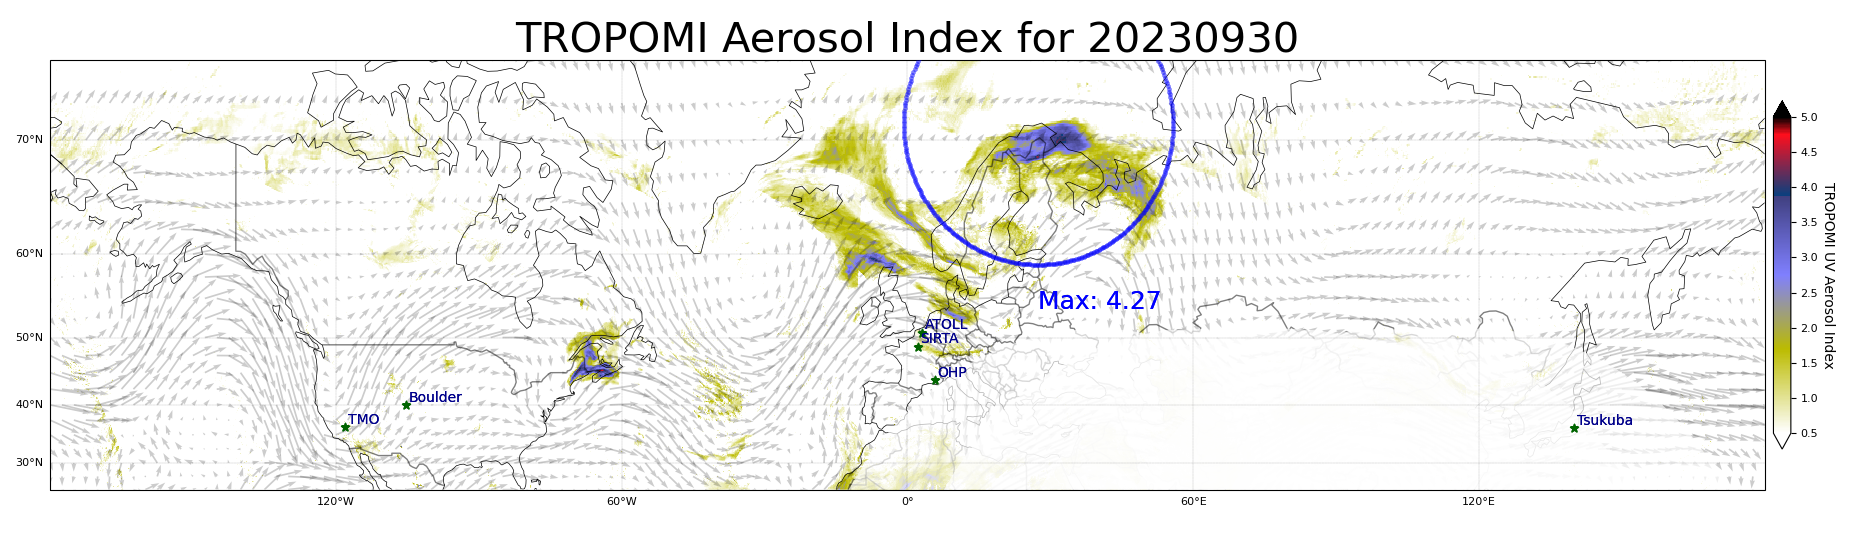 TROPOMI Aerosol Index for 20230930
70°N
60°N
50°N
40°N
30°N
120°W
60°W
0°
60°E
120°E
Max: 4.27
ATOLL
SIRTA
OHP
Boulder
TMO
Tsukuba
5.0
4.5
4.0
3.5
3.0
2.5
2.0
1.5
1.0
0.5
TROPOMI UV Aerosol Index